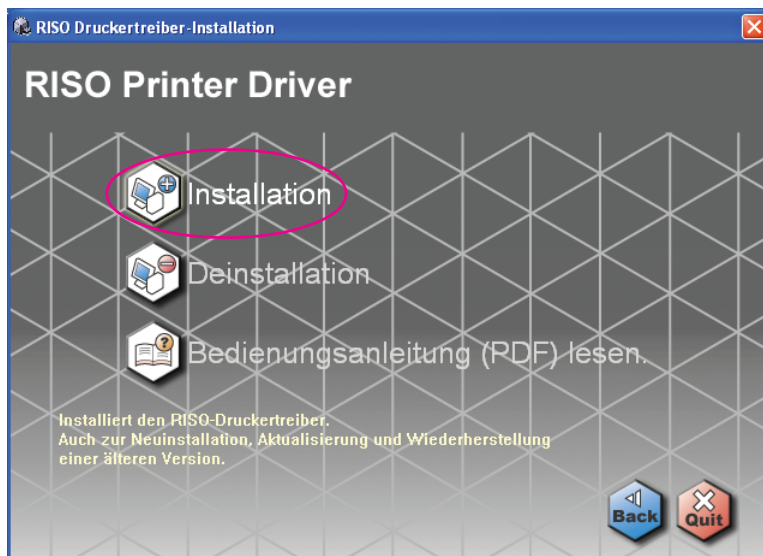 RISO Druckertreiber-Installation
RISO Printer Driver
Installation
Deinstallation
Bedienungsanleitung (PDF) lesen.
Installiert den RISO-Druckertreiber.
Auch zur Neuinstallation, Aktualisierung und Wiederherstellung
einer älteren Version.
Back
Quit